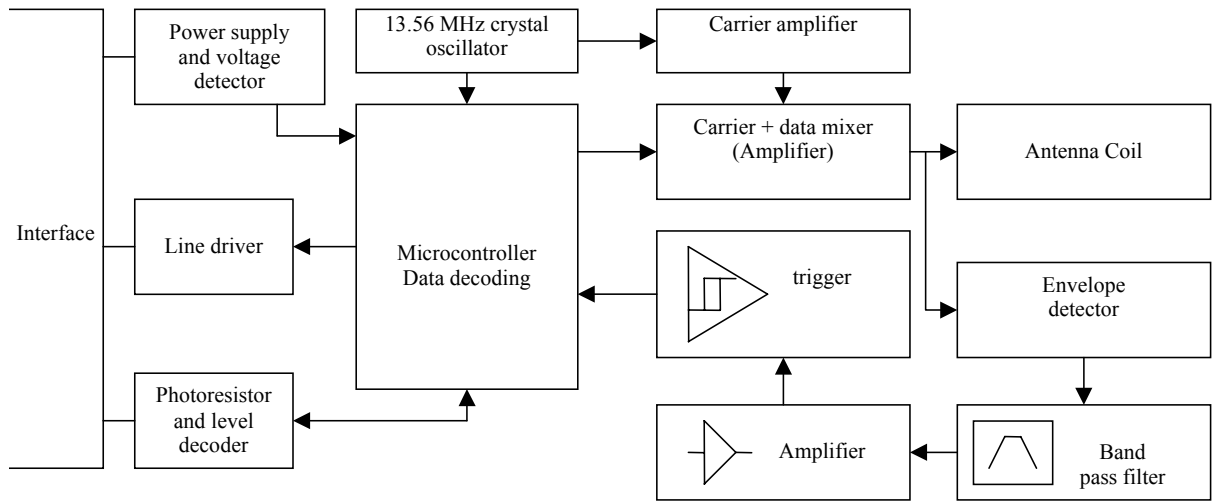 Power supply
and voltage
detector
13.56 MHz crystal
oscillator
Carrier amplifier
Carrier + data mixer
(Amplifier)
Antenna Coil
Interface
Line driver
Microcontroller
Data decoding
trigger
Envelope
detector
Photoresistor
and level
decoder
Amplifier
Band
pass filter